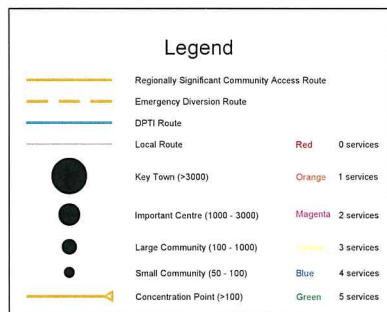 Legend
Regionally Significant Community Access Route
Emergency Diversion Route
DPTI Route
Local Route Red 0 services
Key Town (>3000) Orange 1 services
Important Centre (1000 - 3000) Magenta 2 services
Large Community (100 - 1000) Yellow 3 services
Small Community (50 - 100) Blue 4 services
Concentration Point (>100) Green 5 services